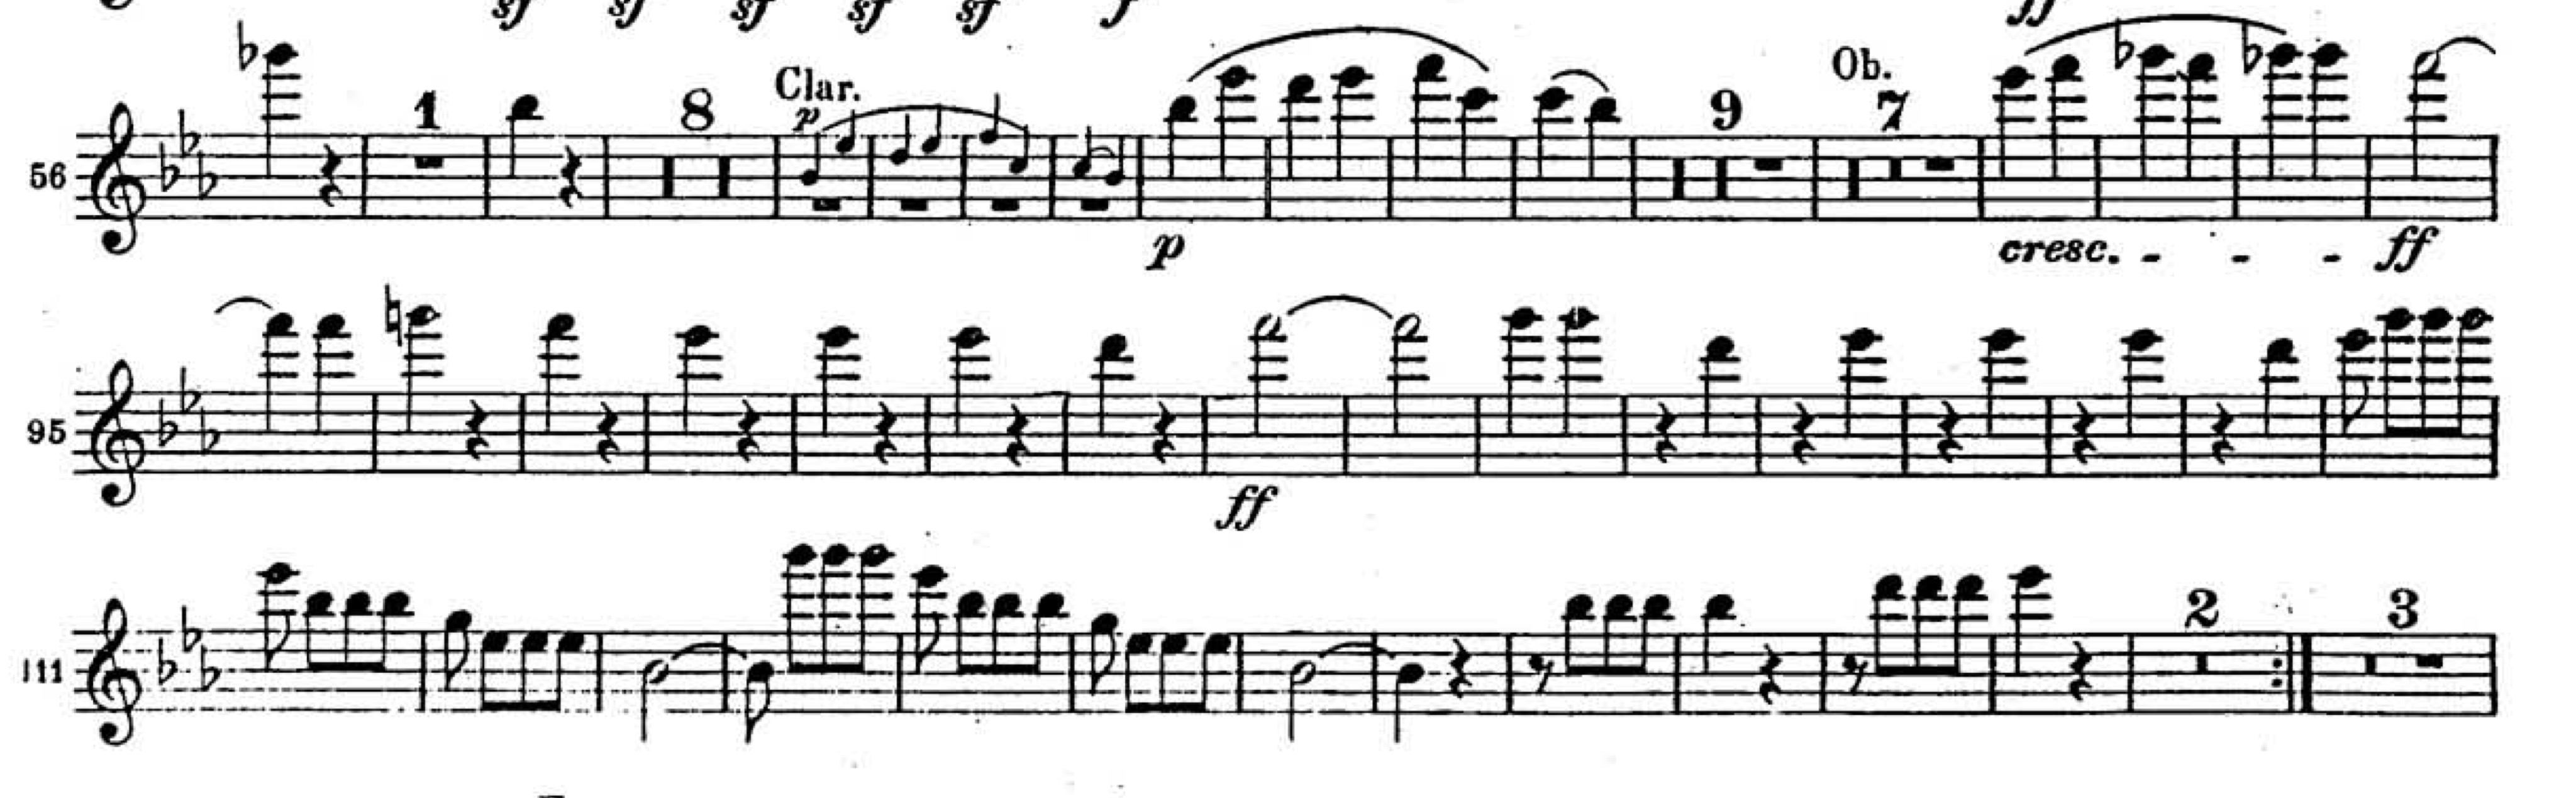 sf sf sf sf sf f ff
Clar. Ob.
1 8 p 9 7
56
p cresc. - - - ff
95
ff
2 3
111